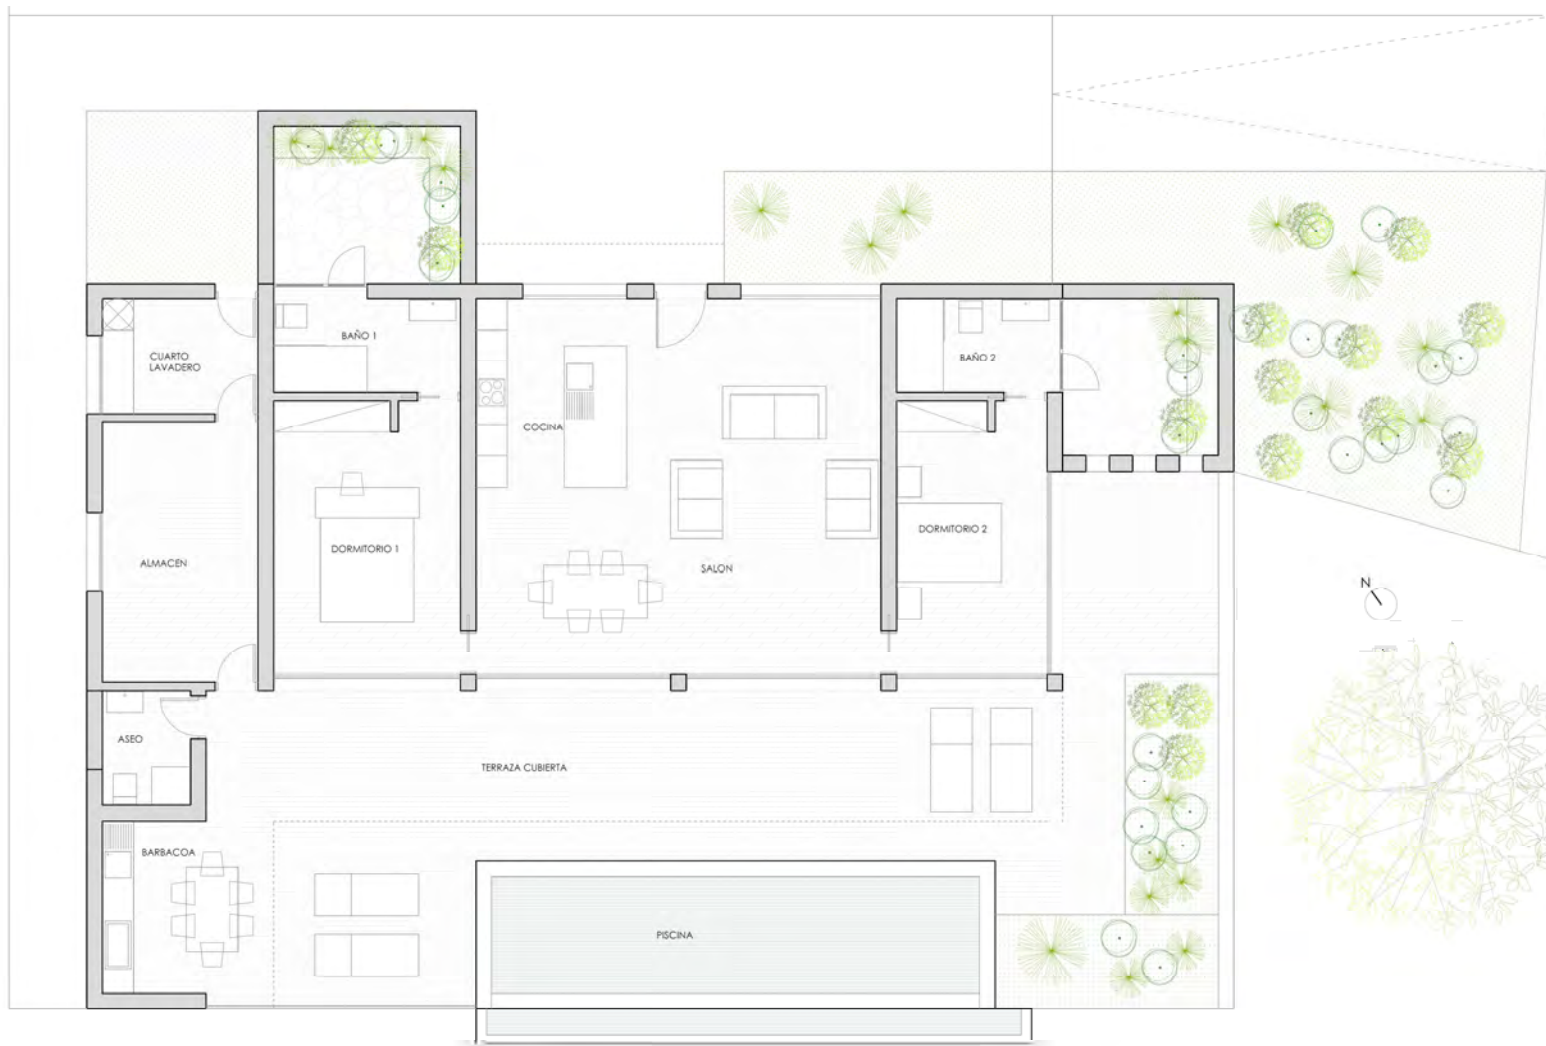 BAÑO 1
CUARTO
LAVADERO
BAÑO 2
COCINA
DORMITORIO 2
DORMITORIO 1
ALMACEN
SALON
N
ASEO
TERRAZA CUBIERTA
BARBACOA
PISCINA